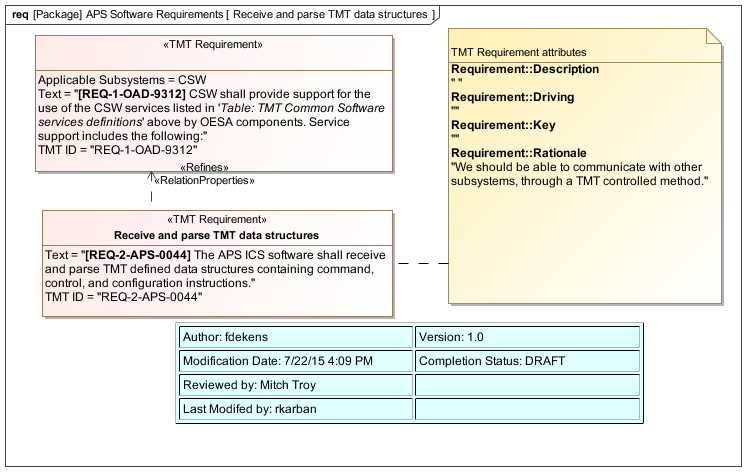 req [Package] APS Software Requirements [ Receive and parse TMT data structures ]
«TMT Requirement»
Applicable Subsystems = CSW
Text = "[REQ-1-OAD-9312] CSW shall provide support for the
use of the CSW services listed in 'Table: TMT Common Software
services definitions' above by OESA components. Service
support includes the following:"
TMT ID = "REQ-1-OAD-9312"
«Refines»
«RelationProperties»
«TMT Requirement»
Receive and parse TMT data structures
Text = "[REQ-2-APS-0044] The APS ICS software shall receive
and parse TMT defined data structures containing command,
control, and configuration instructions."
TMT ID = "REQ-2-APS-0044"
TMT Requirement attributes
Requirement::Description
" "
Requirement::Driving
""
Requirement::Key
""
Requirement::Rationale
"We should be able to communicate with other
subsystems, through a TMT controlled method."
Author: fdekens
Version: 1.0
Modification Date: 7/22/15 4:09 PM
Completion Status: DRAFT
Reviewed by: Mitch Troy
Last Modifed by: rkarban